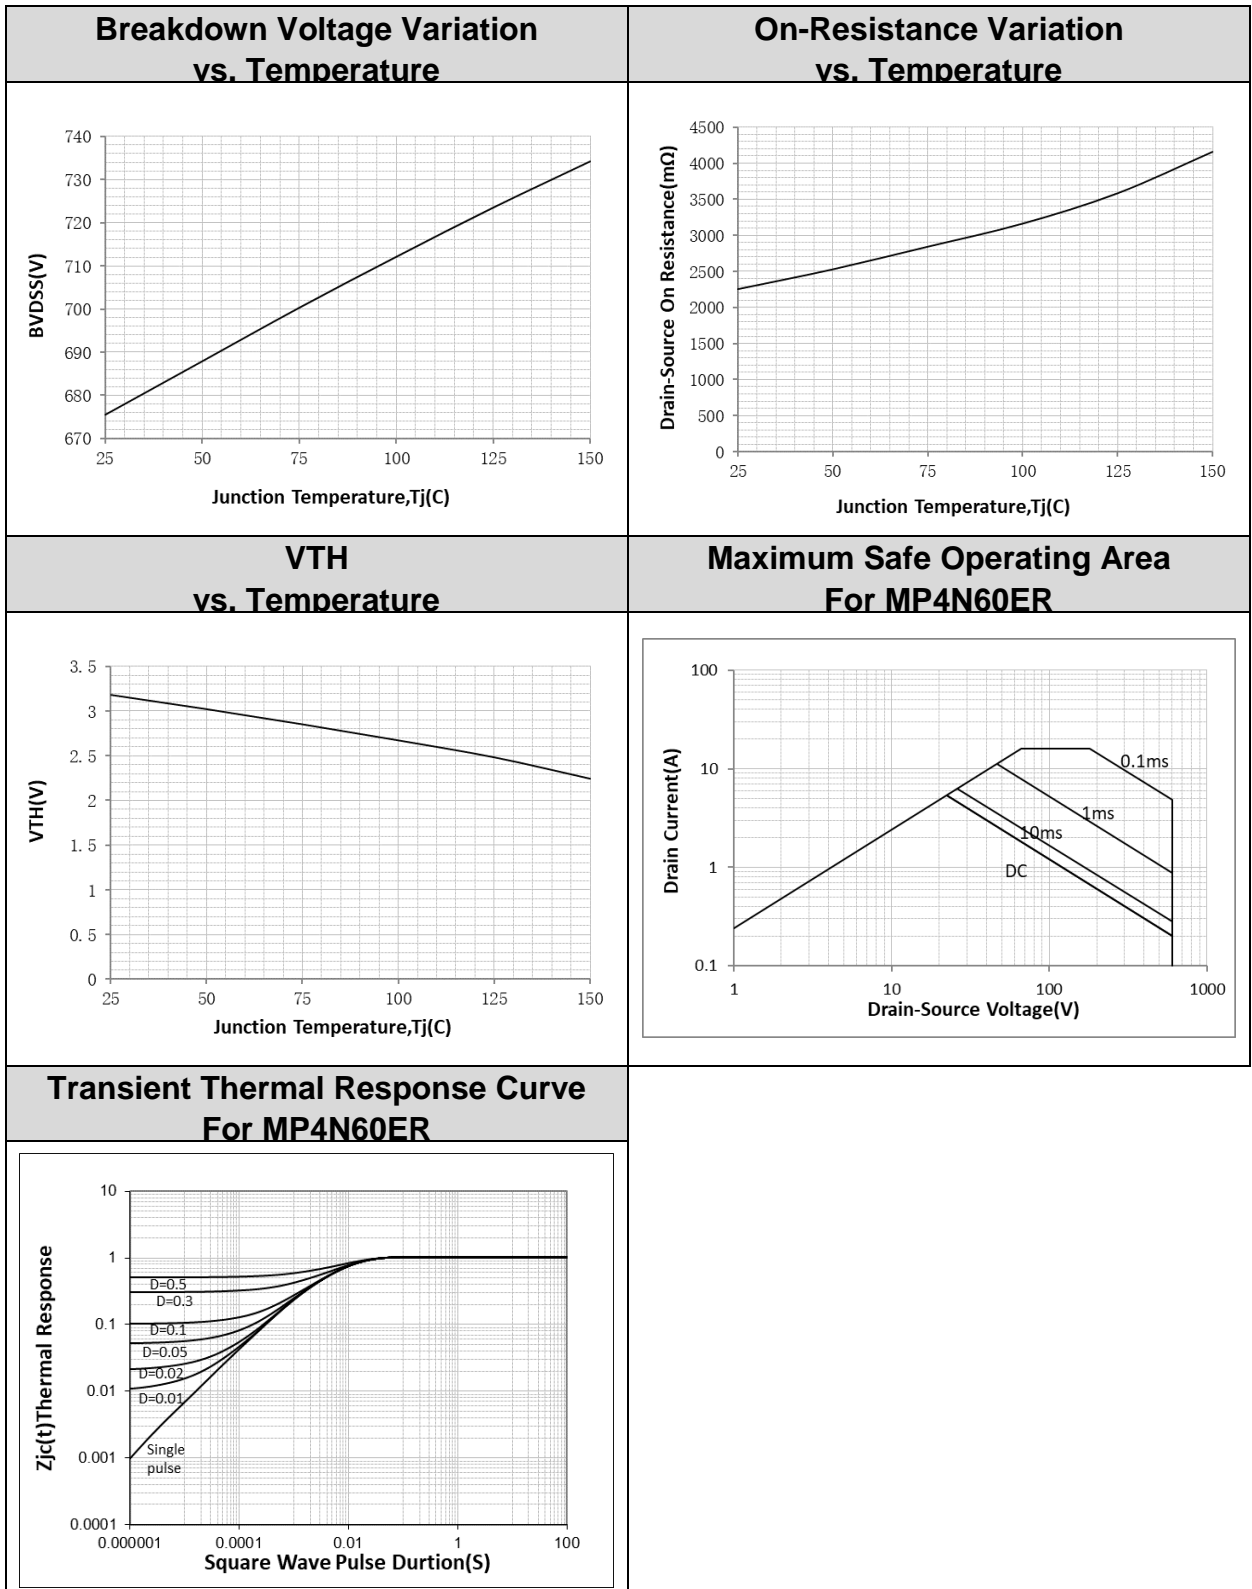 Breakdown Voltage Variation
vs. Temperature
740
730
720
710
700
690
680
670
25 50 75 100 125 150
BVDSS(V)
Junction Temperature,Tj(C)
On-Resistance Variation
vs. Temperature
4500
4000
3500
3000
2500
2000
1500
1000
500
0
25 50 75 100 125 150
Drain-Source On Resistance(mΩ)
Junction Temperature,Tj(C)
VTH
vs. Temperature
3.5
3
2.5
2
1.5
1
0.5
0
25 50 75 100 125 150
VTH(V)
Junction Temperature,Tj(C)
Maximum Safe Operating Area
For MP4N60ER
100
10
1
0.1
1 10 100 1000
0.1ms
1ms
10ms
DC
Drain Current(A)
Drain-Source Voltage(V)
Transient Thermal Response Curve
For MP4N60ER
10
1
0.1
0.01
0.001
0.0001
0.000001 0.0001 0.01 1 100
D=0.5
D=0.3
D=0.1
D=0.05
D=0.02
D=0.01
Single
pulse
Zjc(t)Thermal Response
Square Wave Pulse Durtion(S)